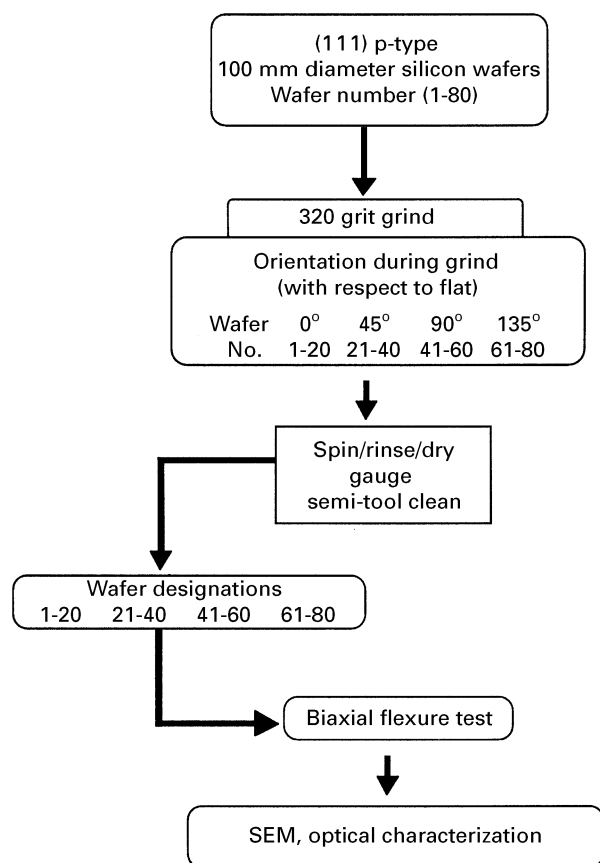 (111) p-type
100 mm diameter silicon wafers
Wafer number (1-80)
320 grit grind
Orientation during grind
(with respect to flat)
Wafer 0° 45° 90° 135°
No. 1-20 21-40 41-60 61-80
Spin/rinse/dry
gauge
semi-tool clean
Wafer designations
1-20 21-40 41-60 61-80
Biaxial flexure test
SEM, optical characterization